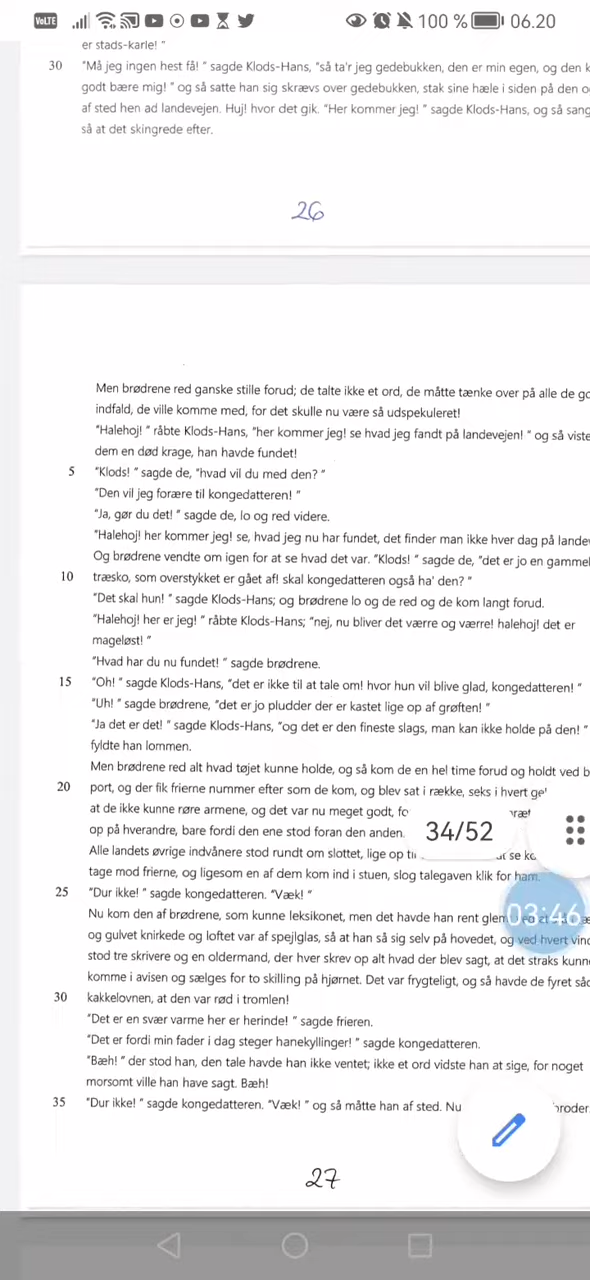 VoLTE 100 % 06.20
er stads-karle! "
30 "Må jeg ingen hest få! " sagde Klods-Hans, "så ta'r jeg gedebukken, den er min egen, og den k
godt bære mig! " og så satte han sig skrævs over gedebukken, stak sine hæle i siden på den o
af sted hen ad landevejen. Huj! hvor det gik. "Her kommer jeg! " sagde Klods-Hans, og så sang
så at det skingrede efter.
26
Men brødrene red ganske stille forud; de talte ikke et ord, de måtte tænke over på alle de go
indfald, de ville komme med, for det skulle nu være så udspekuleret!
"Halehoj! " råbte Klods-Hans, "her kommer jeg! se hvad jeg fandt på landevejen! " og så viste
dem en død krage, han havde fundet!
5 "Klods! " sagde de, "hvad vil du med den? "
"Den vil jeg forære til kongedatteren! "
"Ja, gør du det! " sagde de, lo og red videre.
"Halehoj! her kommer jeg! se, hvad jeg nu har fundet, det finder man ikke hver dag på lande
Og brødrene vendte om igen for at se hvad det var. "Klods! " sagde de, "det er jo en gammel
10 træsko, som overstykket er gået af! skal kongedatteren også ha' den? "
"Det skal hun! " sagde Klods-Hans; og brødrene lo og de red og de kom langt forud.
"Halehoj! her er jeg! " råbte Klods-Hans; "nej, nu bliver det værre og værre! halehoj! det er
mageløst! "
"Hvad har du nu fundet! " sagde brødrene.
15 "Oh! " sagde Klods-Hans, "det er ikke til at tale om! hvor hun vil blive glad, kongedatteren! "
"Uh! " sagde brødrene, "det er jo pludder der er kastet lige op af grøften! "
"Ja det er det! " sagde Klods-Hans, "og det er den fineste slags, man kan ikke holde på den! "
fyldte han lommen.
Men brødrene red alt hvad tøjet kunne holde, og så kom de en hel time forud og holdt ved b
20 port, og der fik frierne nummer efter som de kom, og blev sat i række, seks i hvert
at de ikke kunne røre armene, og det var nu meget godt,
op på hverandre, bare fordi den ene stod foran den anden. 34/52
Alle landets øvrige indvånere stod rundt om slottet, lige op se
tage mod frierne, og ligesom en af dem kom ind i stuen, slog talegaven klik for ham.
25 "Dur ikke! " sagde kongedatteren. "Væk! " 03:46
Nu kom den af brødrene, som kunne leksikonet, men det havde han rent
og gulvet knirkede og loftet var af spejlglas, så at han så sig selv på hovedet, og ved hvert vind
stod tre skrivere og en oldermand, der hver skrev op alt hvad der blev sagt, at det straks kunn
komme i avisen og sælges for to skilling på hjørnet. Det var frygteligt, og så havde de fyret såd
30 kakkelovnen, at den var rød i tromlen!
"Det er en svær varme her er herinde! " sagde frieren.
"Det er fordi min fader i dag steger hanekyllinger! " sagde kongedatteren.
"Bæh! " der stod han, den tale havde han ikke ventet; ikke et ord vidste han at sige, for noget
morsomt ville han have sagt. Bæh!
35 "Dur ikke! " sagde kongedatteren. "Væk! " og så måtte han af sted. Nu broder
27